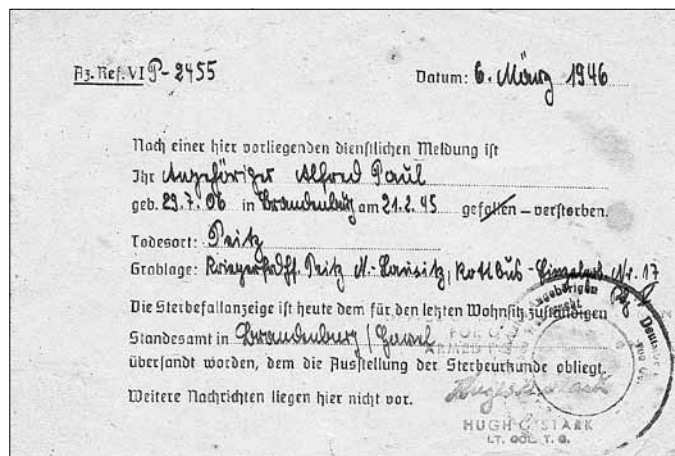 Az. Ref. VI P-2455
Datum: 6. März 1946
Nach einer hier vorliegenden dienstlichen Meldung ist
Ihr Angehöriger Alfred Paul
geb. 29.7.06 in Brandenburg am 21.2.45 gefallen – verstorben.
Todesort: Peitz
Grablage: Kriegerfrdhf. Peitz N.-Lausitz, Kottbus - Einzelgrb. Nr. 17
Die Sterbefallanzeige ist heute dem für den letzten Wohnsitz zuständigen
Standesamt in Brandenburg / Havel
übersandt worden, dem die Ausstellung der Sterbeurkunde obliegt.
Weitere Nachrichten liegen hier nicht vor.
HUGH C. STARK
LT. COL. T. C.